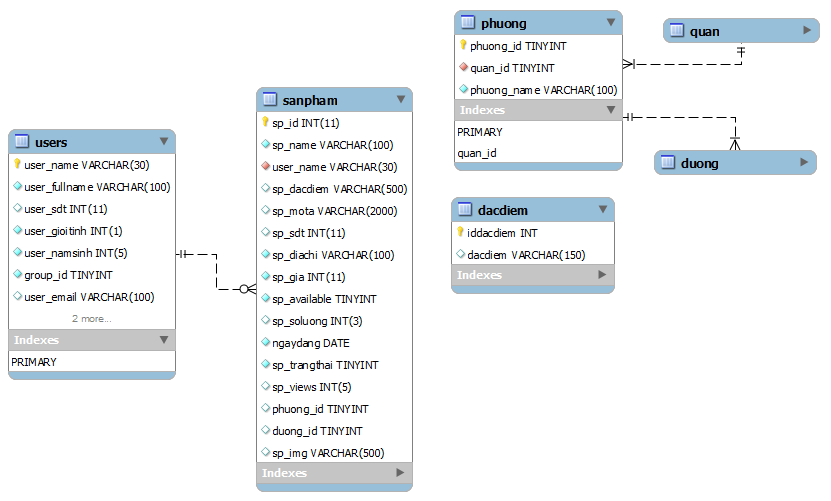 users
user_name VARCHAR(30)
user_fullname VARCHAR(100)
user_sdt INT(11)
user_gioitinh INT(1)
user_namsinh INT(5)
group_id TINYINT
user_email VARCHAR(100)
2 more...
Indexes
PRIMARY
sanpham
sp_id INT(11)
sp_name VARCHAR(100)
user_name VARCHAR(30)
sp_dacdiem VARCHAR(500)
sp_mota VARCHAR(2000)
sp_sdt INT(11)
sp_diachi VARCHAR(100)
sp_gia INT(11)
sp_available TINYINT
sp_soluong INT(3)
ngaydang DATE
sp_trangthai TINYINT
sp_views INT(5)
phuong_id TINYINT
duong_id TINYINT
sp_img VARCHAR(500)
Indexes
phuong
phuong_id TINYINT
quan_id TINYINT
phuong_name VARCHAR(100)
Indexes
PRIMARY
quan_id
quan
duong
dacdiem
iddacdiem INT
dacdiem VARCHAR(150)
Indexes